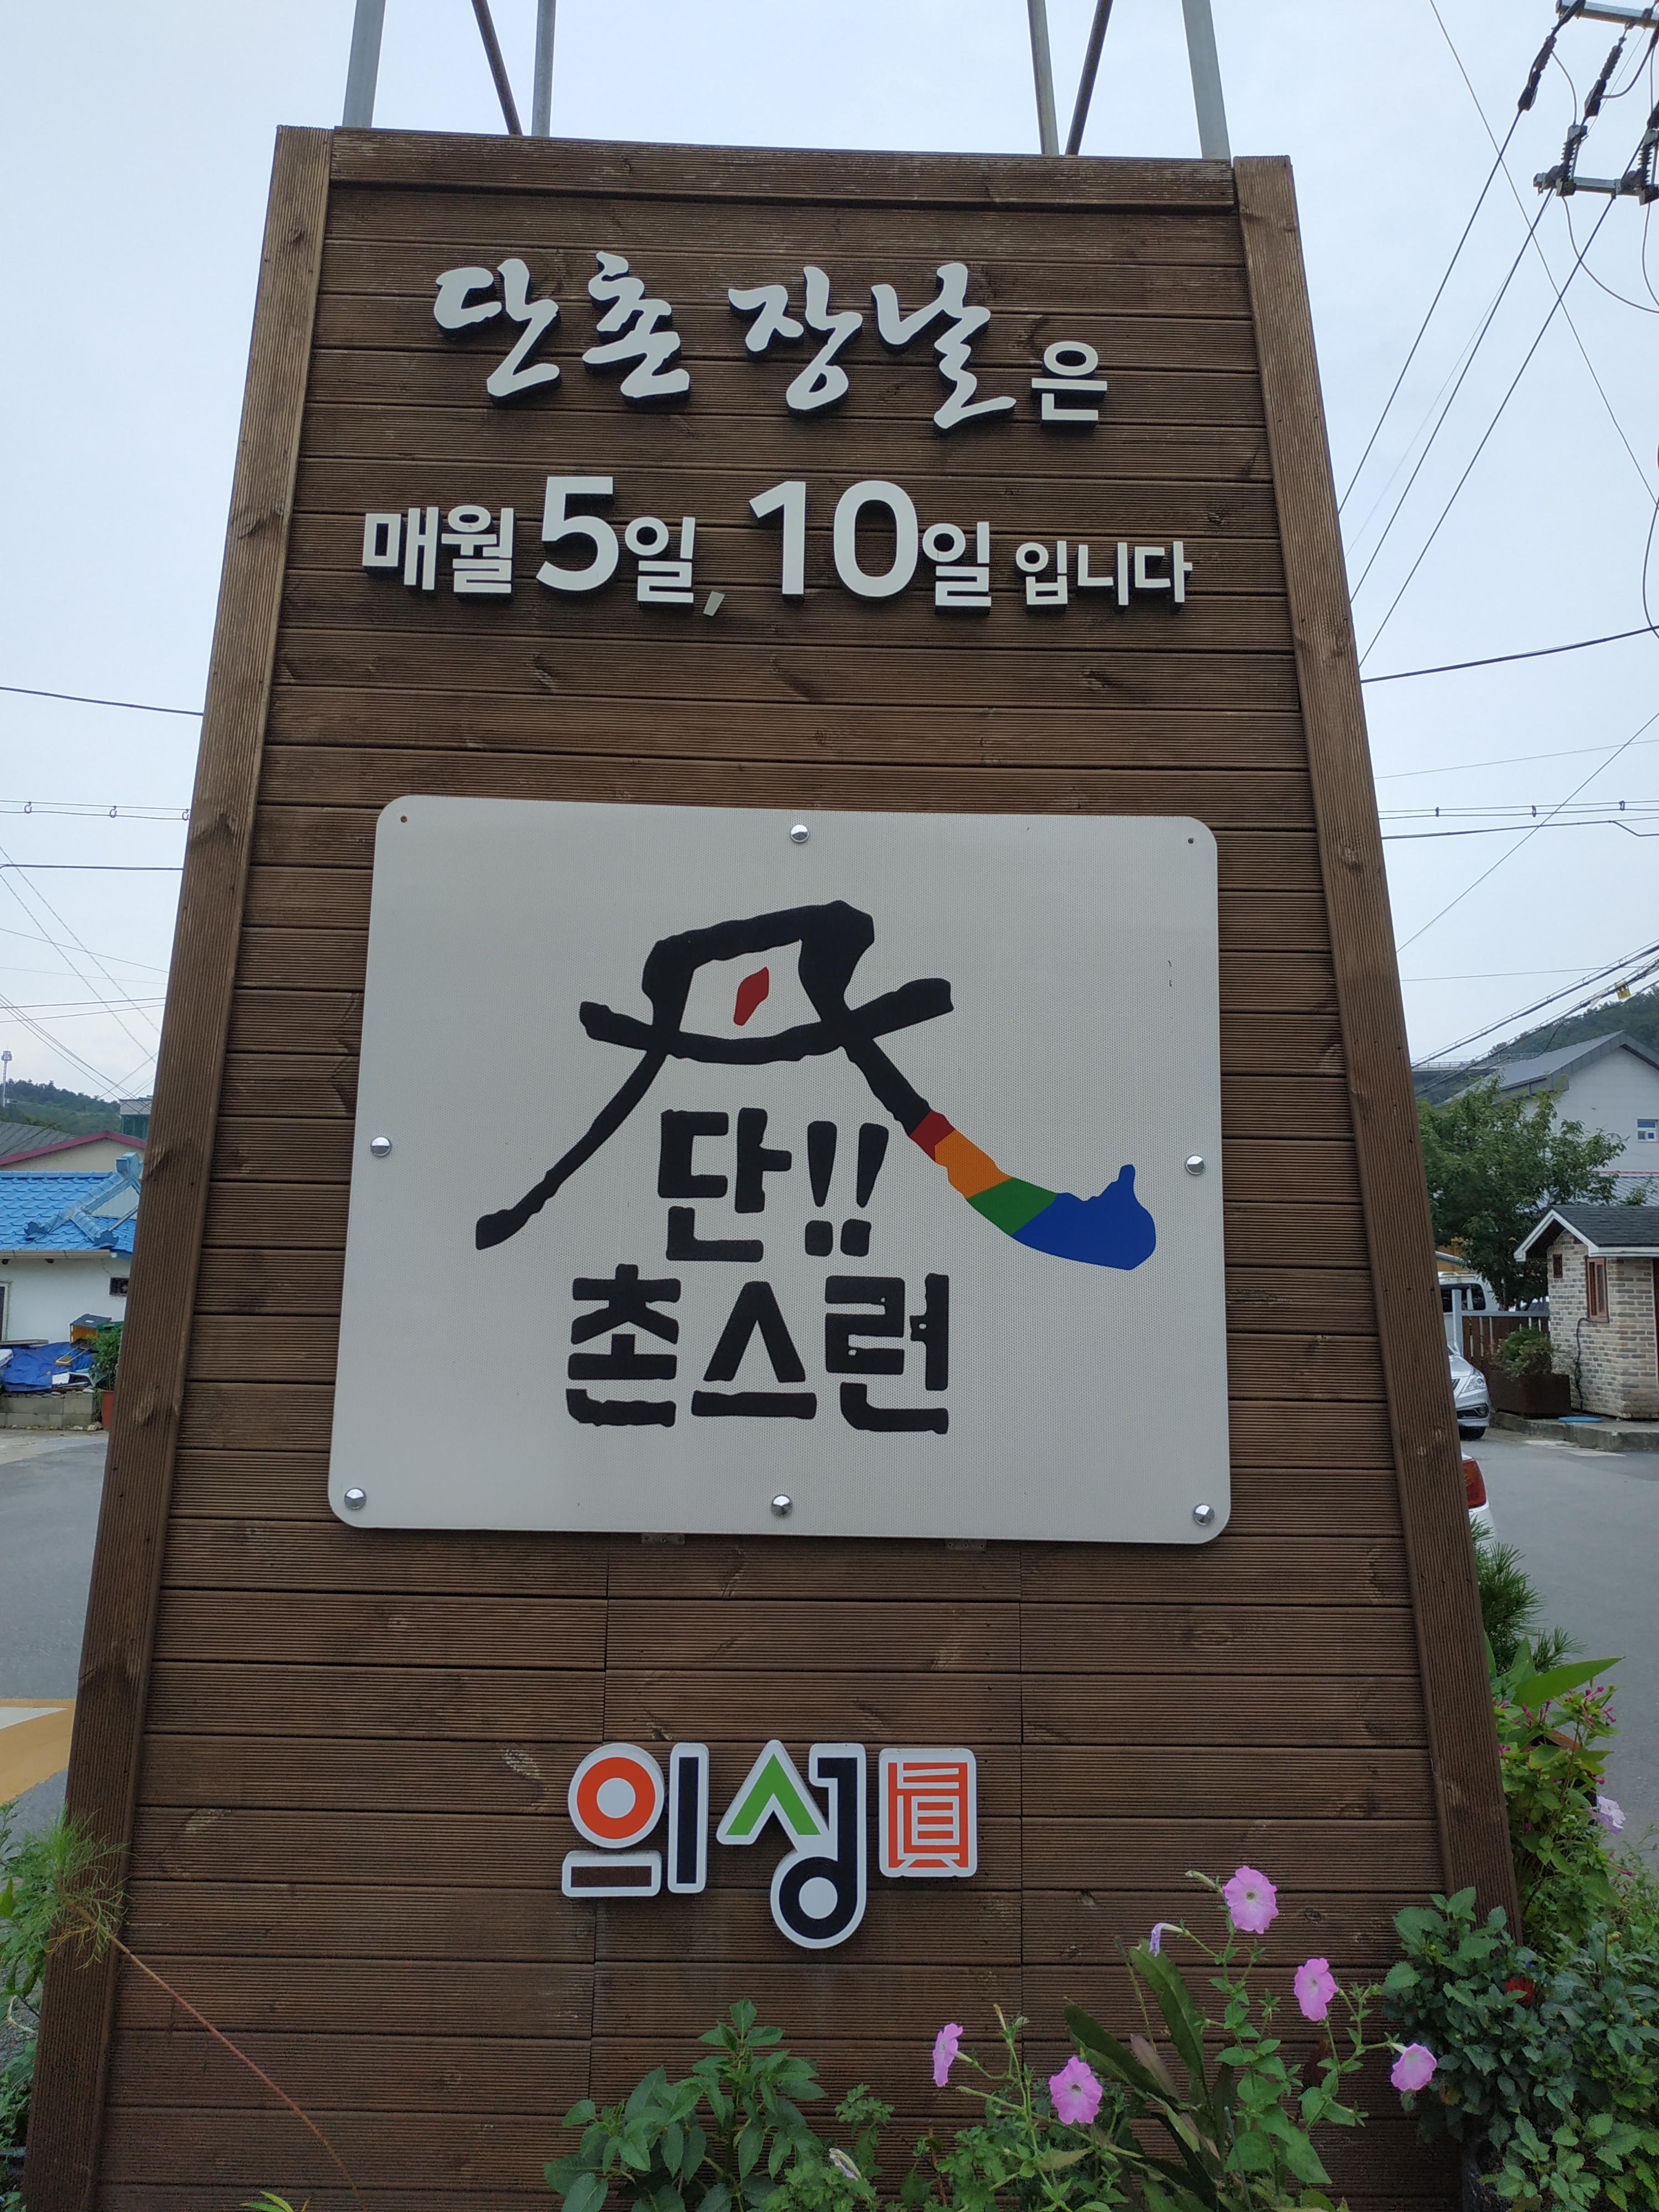 단촌 장날은
매월 5일, 10일 입니다
단!!
촌스런
의성眞